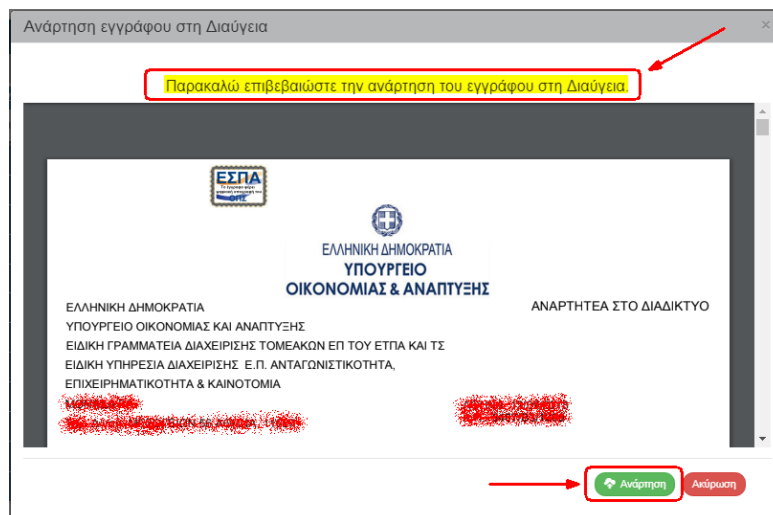 Ανάρτηση εγγράφου στη Διαύγεια
Παρακαλώ επιβεβαιώστε την ανάρτηση του εγγράφου στη Διαύγεια.
ΕΣΠΑ
ΕΛΛΗΝΙΚΗ ΔΗΜΟΚΡΑΤΙΑ
ΥΠΟΥΡΓΕΙΟ
ΟΙΚΟΝΟΜΙΑΣ & ΑΝΑΠΤΥΞΗΣ
ΕΛΛΗΝΙΚΗ ΔΗΜΟΚΡΑΤΙΑ
ΑΝΑΡΤΗΤΕΑ ΣΤΟ ΔΙΑΔΙΚΤΥΟ
ΥΠΟΥΡΓΕΙΟ ΟΙΚΟΝΟΜΙΑΣ ΚΑΙ ΑΝΑΠΤΥΞΗΣ
ΕΙΔΙΚΗ ΓΡΑΜΜΑΤΕΙΑ ΔΙΑΧΕΙΡΙΣΗΣ ΤΟΜΕΑΚΩΝ ΕΠ ΤΟΥ ΕΤΠΑ ΚΑΙ ΤΣ
ΕΙΔΙΚΗ ΥΠΗΡΕΣΙΑ ΔΙΑΧΕΙΡΙΣΗΣ Ε.Π. ΑΝΤΑΓΩΝΙΣΤΙΚΟΤΗΤΑ,
ΕΠΙΧΕΙΡΗΜΑΤΙΚΟΤΗΤΑ & ΚΑΙΝΟΤΟΜΙΑ
Ανάρτηση
Ακύρωση